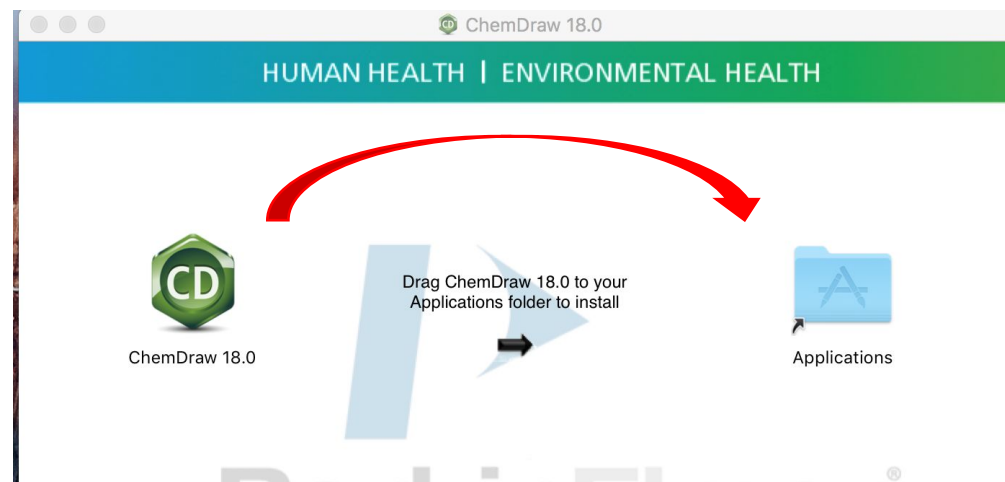 ChemDraw 18.0
HUMAN HEALTH | ENVIRONMENTAL HEALTH
CD
Drag ChemDraw 18.0 to your
Applications folder to install
ChemDraw 18.0
Applications
®